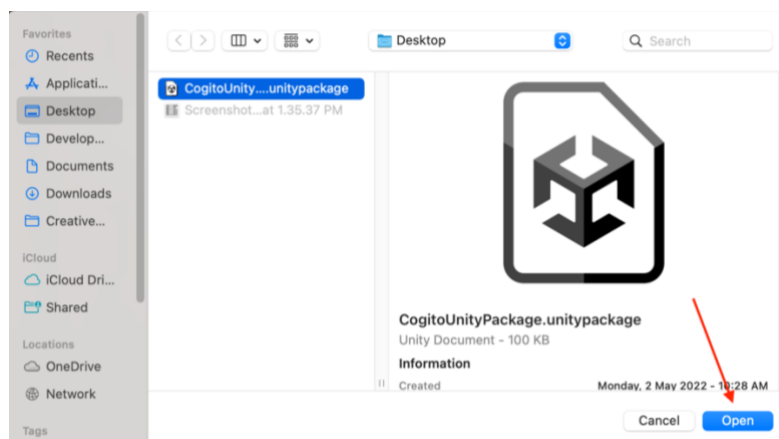 Favorites
Recents
Applicati...
Desktop
Develop...
Documents
Downloads
Creative...
iCloud
iCloud Dri...
Shared
Locations
OneDrive
Network
Tags
Desktop
Search
CogitoUnity....unitypackage
Screenshot...at 1.35.37 PM
CogitoUnityPackage.unitypackage
Unity Document - 100 KB
Information
Created Monday, 2 May 2022 - 10:28 AM
Cancel Open